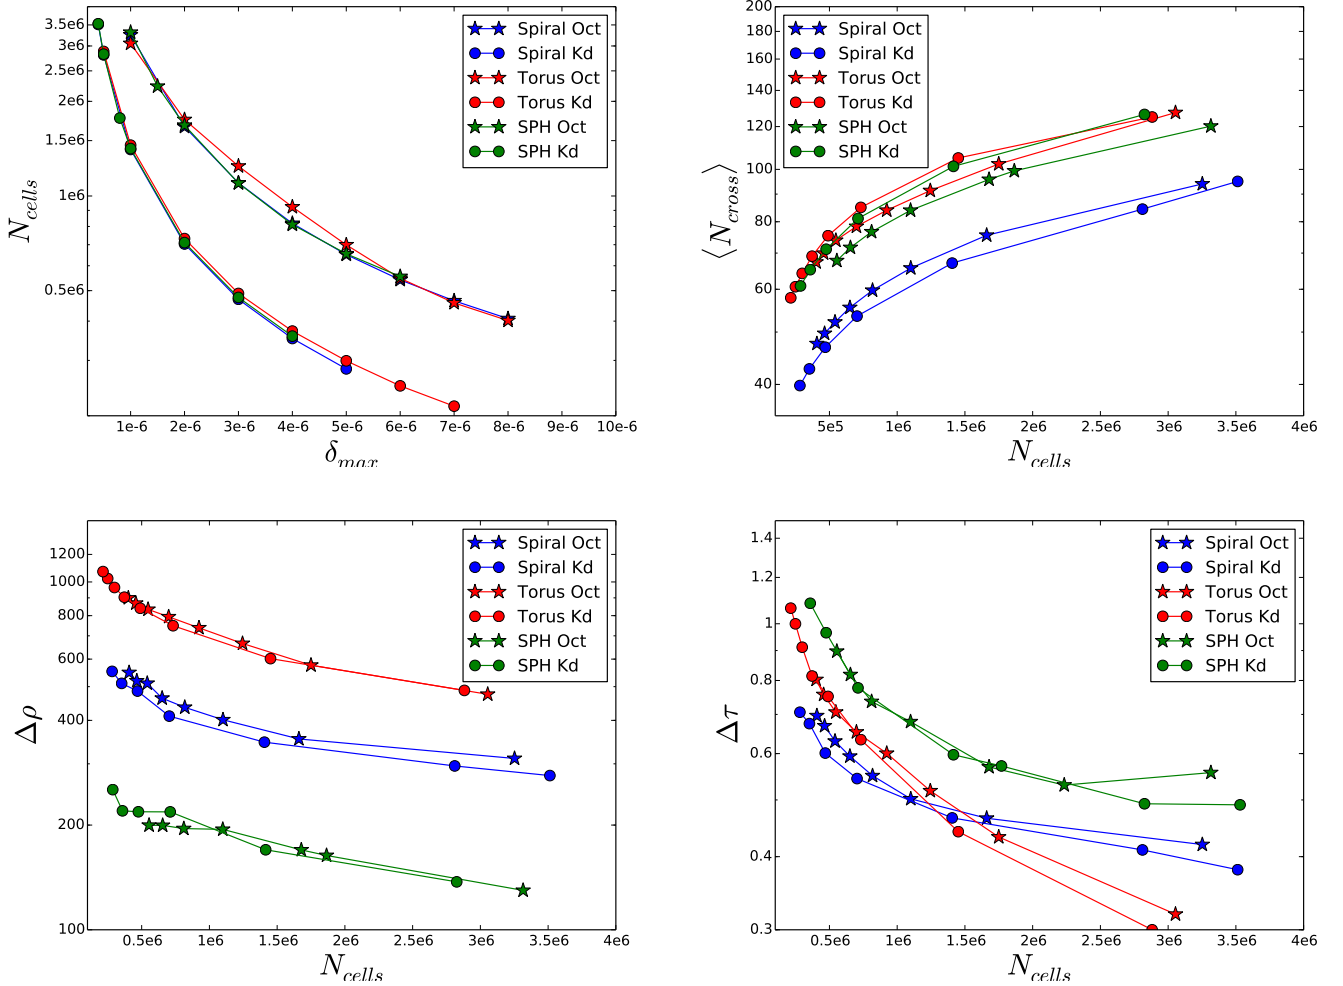 3.5e6
3e6
2.5e6
2e6
1.5e6
1e6
0.5e6
N_cells
Spiral Oct
Spiral Kd
Torus Oct
Torus Kd
SPH Oct
SPH Kd
1e-6 2e-6 3e-6 4e-6 5e-6 6e-6 7e-6 8e-6 9e-6 10e-6
δ_max
200
180
160
140
120
100
80
60
40
⟨N_cross⟩
Spiral Oct
Spiral Kd
Torus Oct
Torus Kd
SPH Oct
SPH Kd
5e5 1e6 1.5e6 2e6 2.5e6 3e6 3.5e6 4e6
N_cells
1200
1000
800
600
400
200
100
Δρ
Spiral Oct
Spiral Kd
Torus Oct
Torus Kd
SPH Oct
SPH Kd
0.5e6 1e6 1.5e6 2e6 2.5e6 3e6 3.5e6 4e6
N_cells
1.4
1.2
1
0.8
0.6
0.4
0.3
Δτ
Spiral Oct
Spiral Kd
Torus Oct
Torus Kd
SPH Oct
SPH Kd
0.5e6 1e6 1.5e6 2e6 2.5e6 3e6 3.5e6 4e6
N_cells